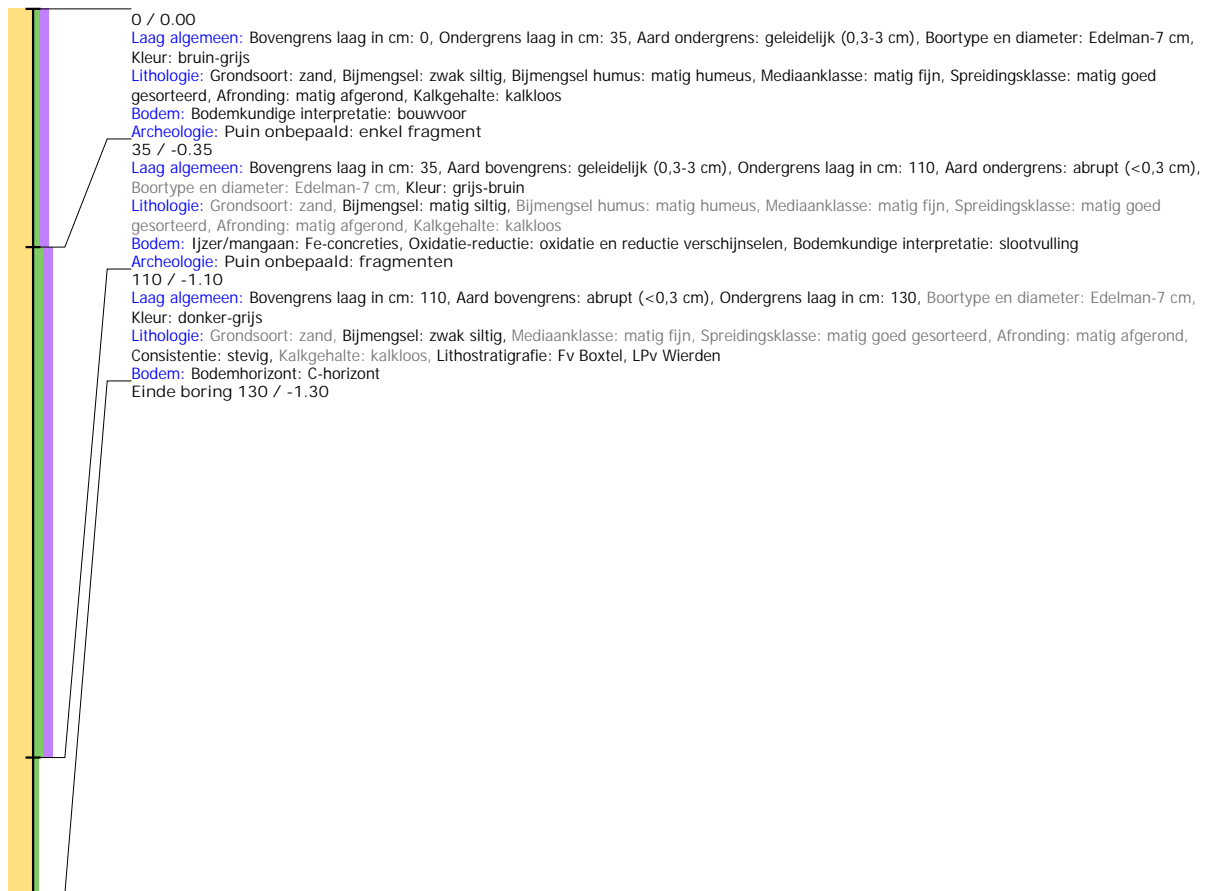 0 / 0.00
Laag algemeen: Bovengrens laag in cm: 0, Ondergrens laag in cm: 35, Aard ondergrens: geleidelijk (0,3-3 cm), Boortype en diameter: Edelman-7 cm,
Kleur: bruin-grijs
Lithologie: Grondsoort: zand, Bijmengsel: zwak siltig, Bijmengsel humus: matig humeus, Mediaanklasse: matig fijn, Spreidingsklasse: matig goed
gesorteerd, Afronding: matig afgerond, Kalkgehalte: kalkloos
Bodem: Bodemkundige interpretatie: bouwvoor
Archeologie: Puin onbepaald: enkel fragment
35 / -0.35
Laag algemeen: Bovengrens laag in cm: 35, Aard bovengrens: geleidelijk (0,3-3 cm), Ondergrens laag in cm: 110, Aard ondergrens: abrupt (<0,3 cm),
Boortype en diameter: Edelman-7 cm, Kleur: grijs-bruin
Lithologie: Grondsoort: zand, Bijmengsel: matig siltig, Bijmengsel humus: matig humeus, Mediaanklasse: matig fijn, Spreidingsklasse: matig goed
gesorteerd, Afronding: matig afgerond, Kalkgehalte: kalkloos
Bodem: Ijzer/mangaan: Fe-concreties, Oxidatie-reductie: oxidatie en reductie verschijnselen, Bodemkundige interpretatie: slootvulling
Archeologie: Puin onbepaald: fragmenten
110 / -1.10
Laag algemeen: Bovengrens laag in cm: 110, Aard bovengrens: abrupt (<0,3 cm), Ondergrens laag in cm: 130, Boortype en diameter: Edelman-7 cm,
Kleur: donker-grijs
Lithologie: Grondsoort: zand, Bijmengsel: zwak siltig, Mediaanklasse: matig fijn, Spreidingsklasse: matig goed gesorteerd, Afronding: matig afgerond,
Consistentie: stevig, Kalkgehalte: kalkloos, Lithostratigrafie: Fv Boxtel, LPv Wierden
Bodem: Bodemhorizont: C-horizont
Einde boring 130 / -1.30